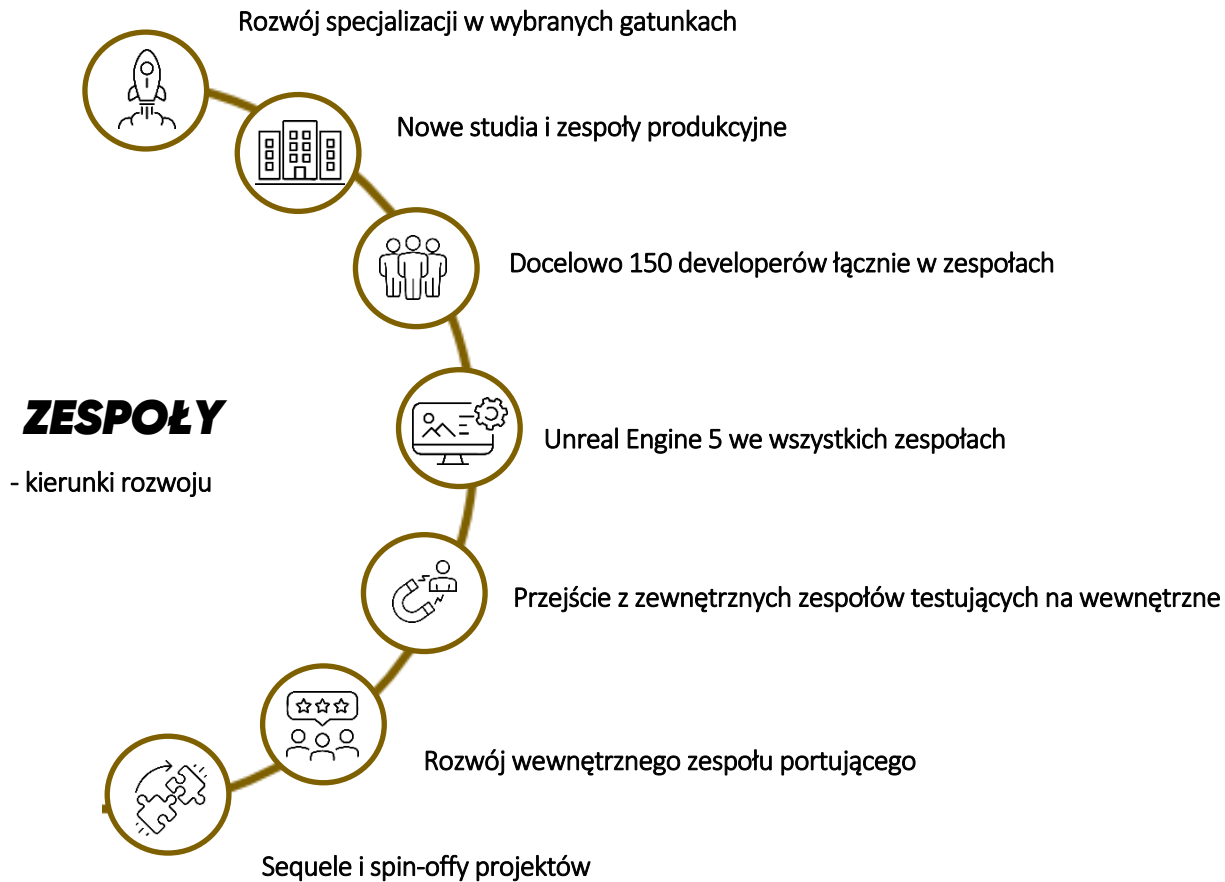 Rozwój specjalizacji w wybranych gatunkach
Nowe studia i zespoły produkcyjne
Docelowo 150 developerów łącznie w zespołach
ZESPOŁY
- kierunki rozwoju
Unreal Engine 5 we wszystkich zespołach
Przejście z zewnętrznych zespołów testujących na wewnętrzne
Rozwój wewnętrznego zespołu portującego
Sequele i spin-offy projektów